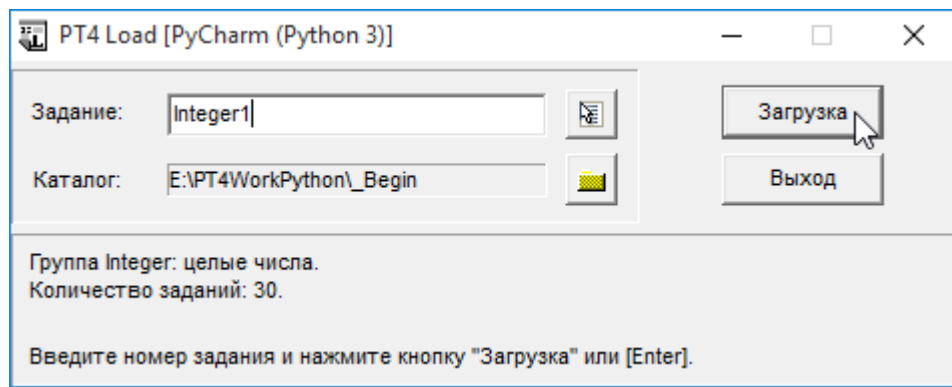 PT4 Load [PyCharm (Python 3)]
Задание: Integer1 Загрузка
Каталог: E:\PT4WorkPython\_Begin Выход
Группа Integer: целые числа.
Количество заданий: 30.
Введите номер задания и нажмите кнопку "Загрузка" или [Enter].